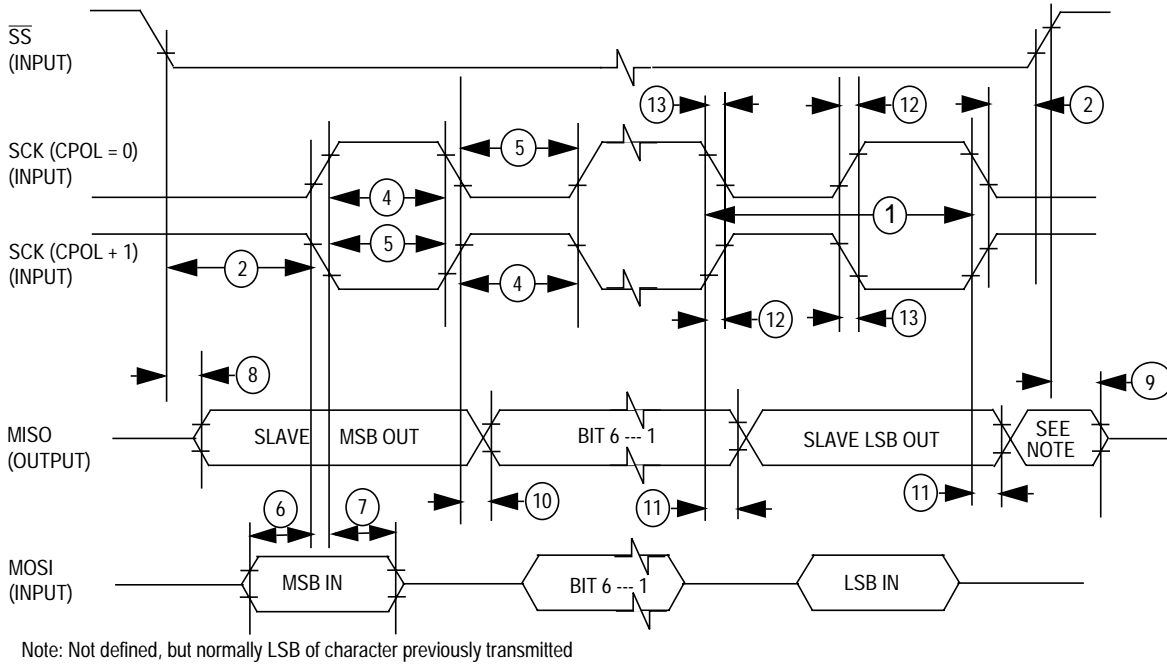 SS
(INPUT)
13
12
2
SCK (CPOL = 0)
(INPUT)
5
4
1
SCK (CPOL + 1)
(INPUT)
5
2
4
12
13
8
9
MISO
(OUTPUT)
SLAVE MSB OUT
BIT 6 --- 1
SLAVE LSB OUT
SEE
NOTE
6
7
10
11
11
MOSI
(INPUT)
MSB IN
BIT 6 --- 1
LSB IN
Note: Not defined, but normally LSB of character previously transmitted